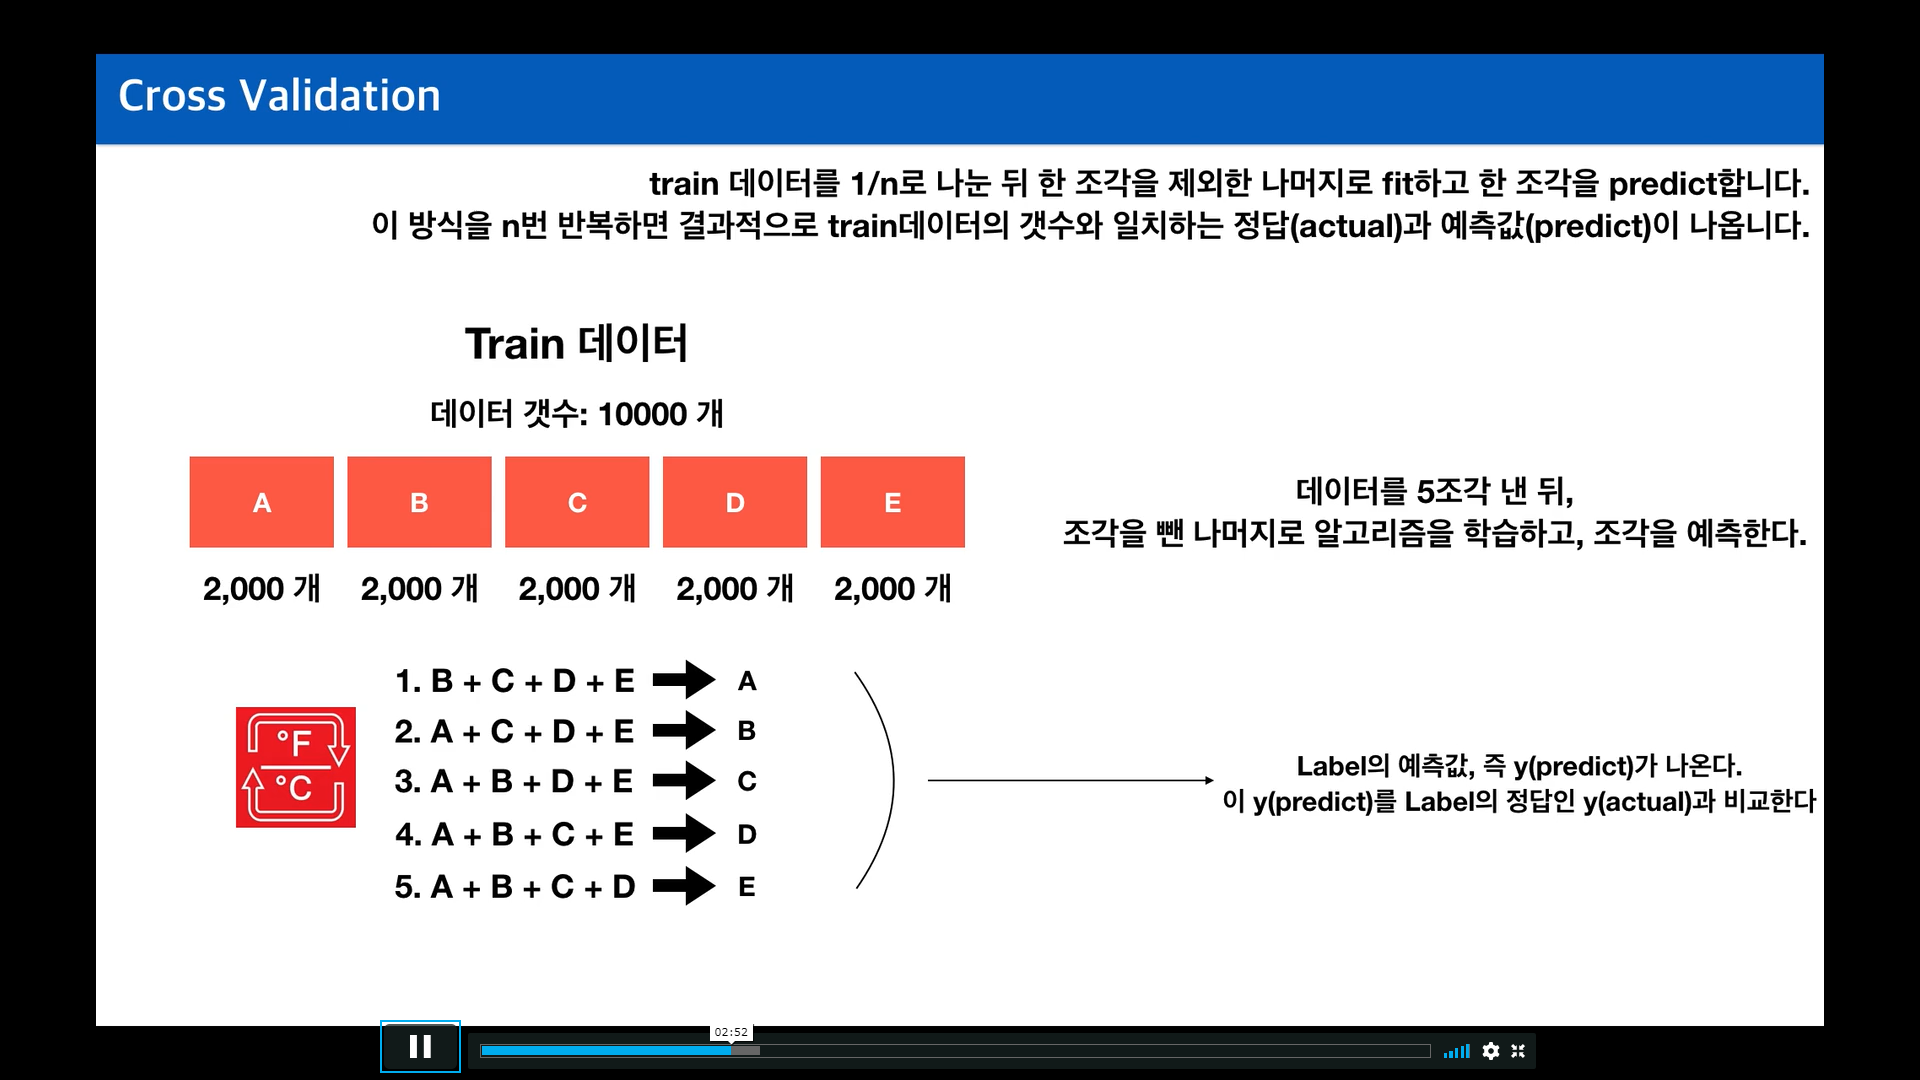 Cross Validation
train 데이터를 1/n로 나눈 뒤 한 조각을 제외한 나머지로 fit하고 한 조각을 predict합니다.
이 방식을 n번 반복하면 결과적으로 train데이터의 갯수와 일치하는 정답(actual)과 예측값(predict)이 나옵니다.
Train 데이터
데이터 갯수: 10000 개
A B C D E
2,000 개 2,000 개 2,000 개 2,000 개 2,000 개
데이터를 5조각 낸 뒤,
조각을 뺀 나머지로 알고리즘을 학습하고, 조각을 예측한다.
°F
°C
1. B + C + D + E A
2. A + C + D + E B
3. A + B + D + E C
4. A + B + C + E D
5. A + B + C + D E
Label의 예측값, 즉 y(predict)가 나온다.
이 y(predict)를 Label의 정답인 y(actual)과 비교한다
02:52